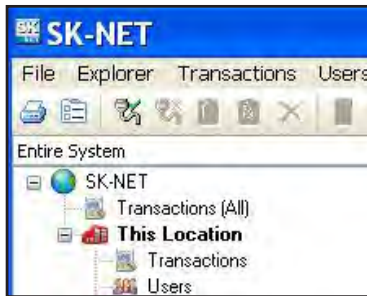 SK-NET
File Explorer Transactions Users
Entire System
SK-NET
Transactions (All)
This Location
Transactions
Users